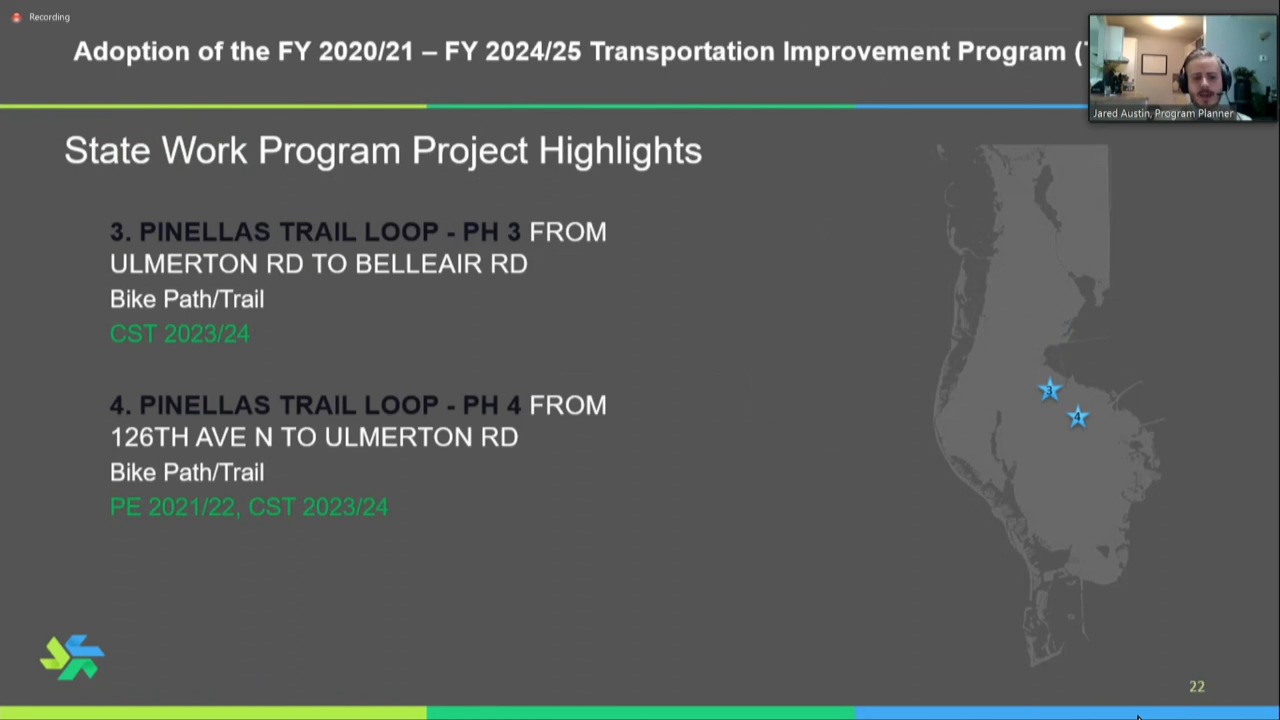 Recording
Adoption of the FY 2020/21 – FY 2024/25 Transportation Improvement Program (
Jared Austin, Program Planner
State Work Program Project Highlights
3. PINELLAS TRAIL LOOP - PH 3 FROM
ULMERTON RD TO BELLEAIR RD
Bike Path/Trail
CST 2023/24
4. PINELLAS TRAIL LOOP - PH 4 FROM
126TH AVE N TO ULMERTON RD
Bike Path/Trail
PE 2021/22, CST 2023/24
3
4
22